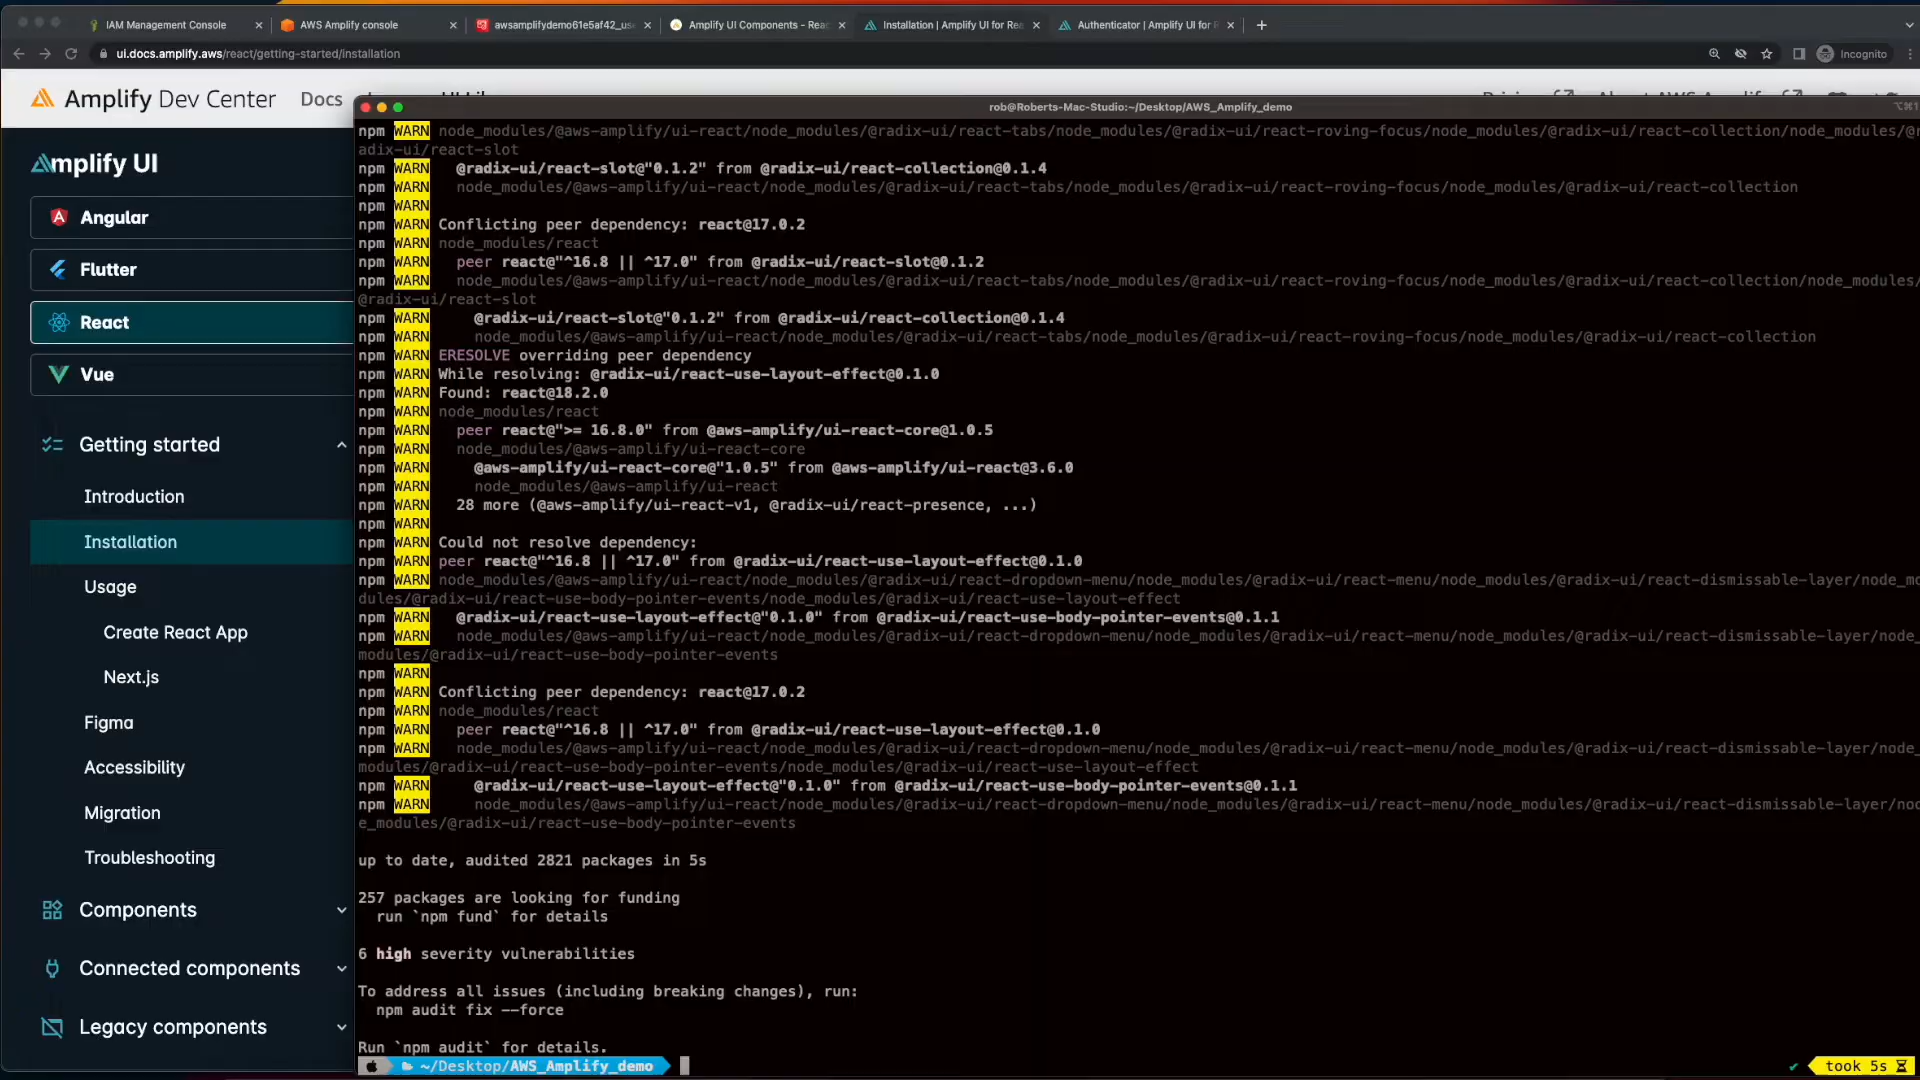 IAM Management Console
AWS Amplify console
awsamplifydemo61e5af42_us
Amplify UI Components - Rea
Installation | Amplify UI for Rea
Authenticator | Amplify UI for R
ui.docs.amplify.aws/react/getting-started/installation
Incognito
Amplify Dev Center
Docs
rob@Roberts-Mac-Studio:~/Desktop/AWS_Amplify_demo
Amplify UI
Angular
Flutter
React
Vue
Getting started
Introduction
Installation
Usage
Create React App
Next.js
Figma
Accessibility
Migration
Troubleshooting
Components
Connected components
Legacy components
npm WARN node_modules/@aws-amplify/ui-react/node_modules/@radix-ui/react-tabs/node_modules/@radix-ui/react-roving-focus/node_modules/@radix-ui/react-collection/node_modules/@r
adix-ui/react-slot
npm WARN   @radix-ui/react-slot@"0.1.2" from @radix-ui/react-collection@0.1.4
npm WARN   node_modules/@aws-amplify/ui-react/node_modules/@radix-ui/react-tabs/node_modules/@radix-ui/react-roving-focus/node_modules/@radix-ui/react-collection
npm WARN
npm WARN Conflicting peer dependency: react@17.0.2
npm WARN node_modules/react
npm WARN   peer react@"^16.8 || ^17.0" from @radix-ui/react-slot@0.1.2
npm WARN   node_modules/@aws-amplify/ui-react/node_modules/@radix-ui/react-tabs/node_modules/@radix-ui/react-roving-focus/node_modules/@radix-ui/react-collection/node_modules/
@radix-ui/react-slot
npm WARN     @radix-ui/react-slot@"0.1.2" from @radix-ui/react-collection@0.1.4
npm WARN     node_modules/@aws-amplify/ui-react/node_modules/@radix-ui/react-tabs/node_modules/@radix-ui/react-roving-focus/node_modules/@radix-ui/react-collection
npm WARN ERESOLVE overriding peer dependency
npm WARN While resolving: @radix-ui/react-use-layout-effect@0.1.0
npm WARN Found: react@18.2.0
npm WARN node_modules/react
npm WARN   peer react@">= 16.8.0" from @aws-amplify/ui-react-core@1.0.5
npm WARN   node_modules/@aws-amplify/ui-react-core
npm WARN     @aws-amplify/ui-react-core@"1.0.5" from @aws-amplify/ui-react@3.6.0
npm WARN     node_modules/@aws-amplify/ui-react
npm WARN   28 more (@aws-amplify/ui-react-v1, @radix-ui/react-presence, ...)
npm WARN
npm WARN Could not resolve dependency:
npm WARN peer react@"^16.8 || ^17.0" from @radix-ui/react-use-layout-effect@0.1.0
npm WARN node_modules/@aws-amplify/ui-react/node_modules/@radix-ui/react-dropdown-menu/node_modules/@radix-ui/react-menu/node_modules/@radix-ui/react-dismissable-layer/node_mo
dules/@radix-ui/react-use-body-pointer-events/node_modules/@radix-ui/react-use-layout-effect
npm WARN   @radix-ui/react-use-layout-effect@"0.1.0" from @radix-ui/react-use-body-pointer-events@0.1.1
npm WARN   node_modules/@aws-amplify/ui-react/node_modules/@radix-ui/react-dropdown-menu/node_modules/@radix-ui/react-menu/node_modules/@radix-ui/react-dismissable-layer/node_
modules/@radix-ui/react-use-body-pointer-events
npm WARN
npm WARN Conflicting peer dependency: react@17.0.2
npm WARN node_modules/react
npm WARN   peer react@"^16.8 || ^17.0" from @radix-ui/react-use-layout-effect@0.1.0
npm WARN   node_modules/@aws-amplify/ui-react/node_modules/@radix-ui/react-dropdown-menu/node_modules/@radix-ui/react-menu/node_modules/@radix-ui/react-dismissable-layer/node_
modules/@radix-ui/react-use-body-pointer-events/node_modules/@radix-ui/react-use-layout-effect
npm WARN     @radix-ui/react-use-layout-effect@"0.1.0" from @radix-ui/react-use-body-pointer-events@0.1.1
npm WARN     node_modules/@aws-amplify/ui-react/node_modules/@radix-ui/react-dropdown-menu/node_modules/@radix-ui/react-menu/node_modules/@radix-ui/react-dismissable-layer/nod
e_modules/@radix-ui/react-use-body-pointer-events
up to date, audited 2821 packages in 5s
257 packages are looking for funding
run `npm fund` for details
6 high severity vulnerabilities
To address all issues (including breaking changes), run:
npm audit fix --force
Run `npm audit` for details.
~/Desktop/AWS_Amplify_demo
took 5s